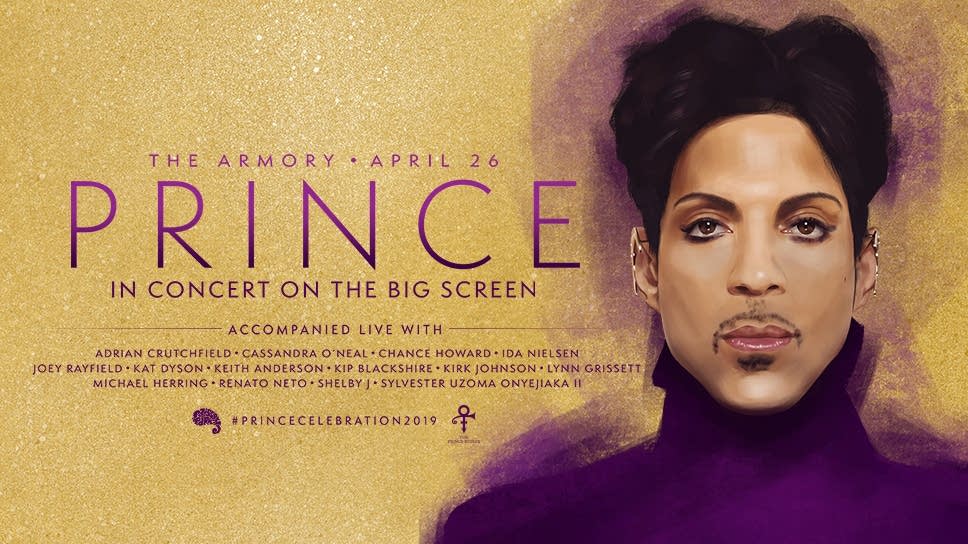 THE ARMORY • APRIL 26
PRINCE
IN CONCERT ON THE BIG SCREEN
ACCOMPANIED LIVE WITH
ADRIAN CRUTCHFIELD • CASSANDRA O´NEAL • CHANCE HOWARD • IDA NIELSEN
JOEY RAYFIELD • KAT DYSON • KEITH ANDERSON • KIP BLACKSHIRE • KIRK JOHNSON • LYNN GRISSETT
MICHAEL HERRING • RENATO NETO • SHELBY J • SYLVESTER UZOMA ONYEJIAKA II
#PRINCECELEBRATION2019